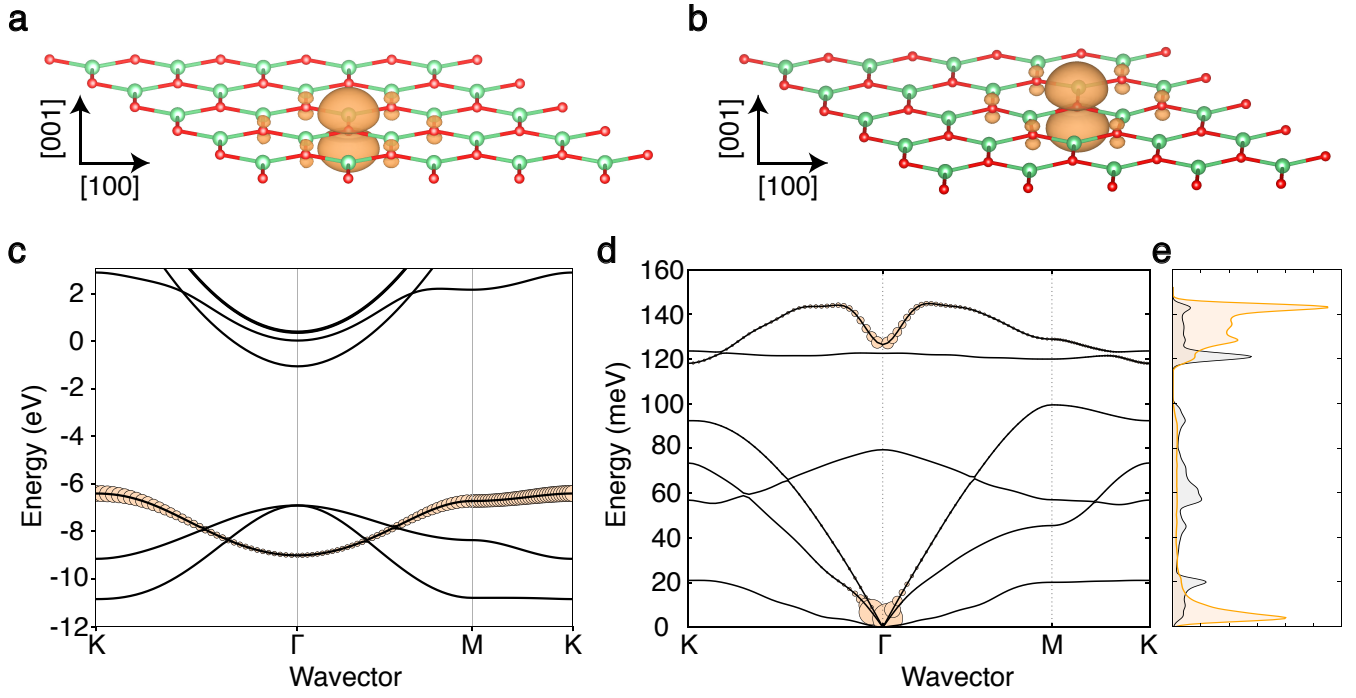 a
b
[001]
[100]
[001]
[100]
c
d
e
Energy (eV)
2
0
-2
-4
-6
-8
-10
-12
K
Γ
M
K
Wavector
Energy (meV)
160
140
120
100
80
60
40
20
0
K
Γ
M
K
Wavector